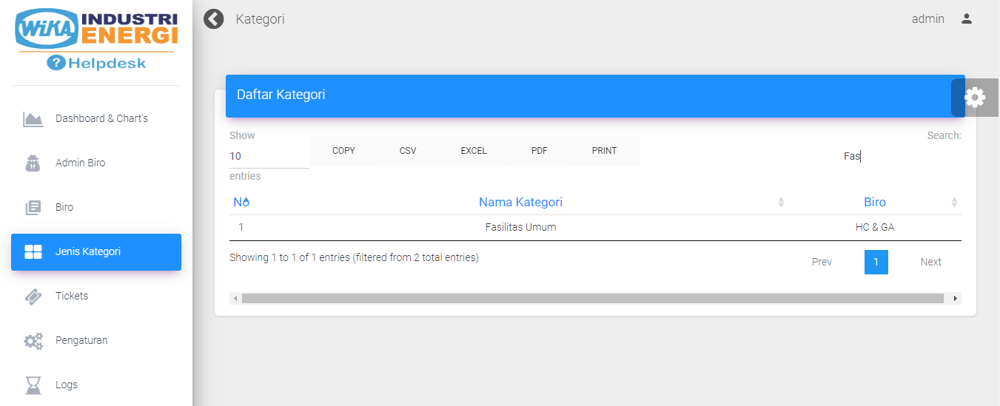 WIKA INDUSTRI
ENERGI
? Helpdesk
Kategori
admin
Dashboard & Chart's
Admin Biro
Biro
Jenis Kategori
Tickets
Pengaturan
Logs
Daftar Kategori
Show
10
entries
COPY CSV EXCEL PDF PRINT
Search:
Fas
No Nama Kategori Biro
1 Fasilitas Umum HC & GA
Showing 1 to 1 of 1 entries (filtered from 2 total entries)
Prev 1 Next